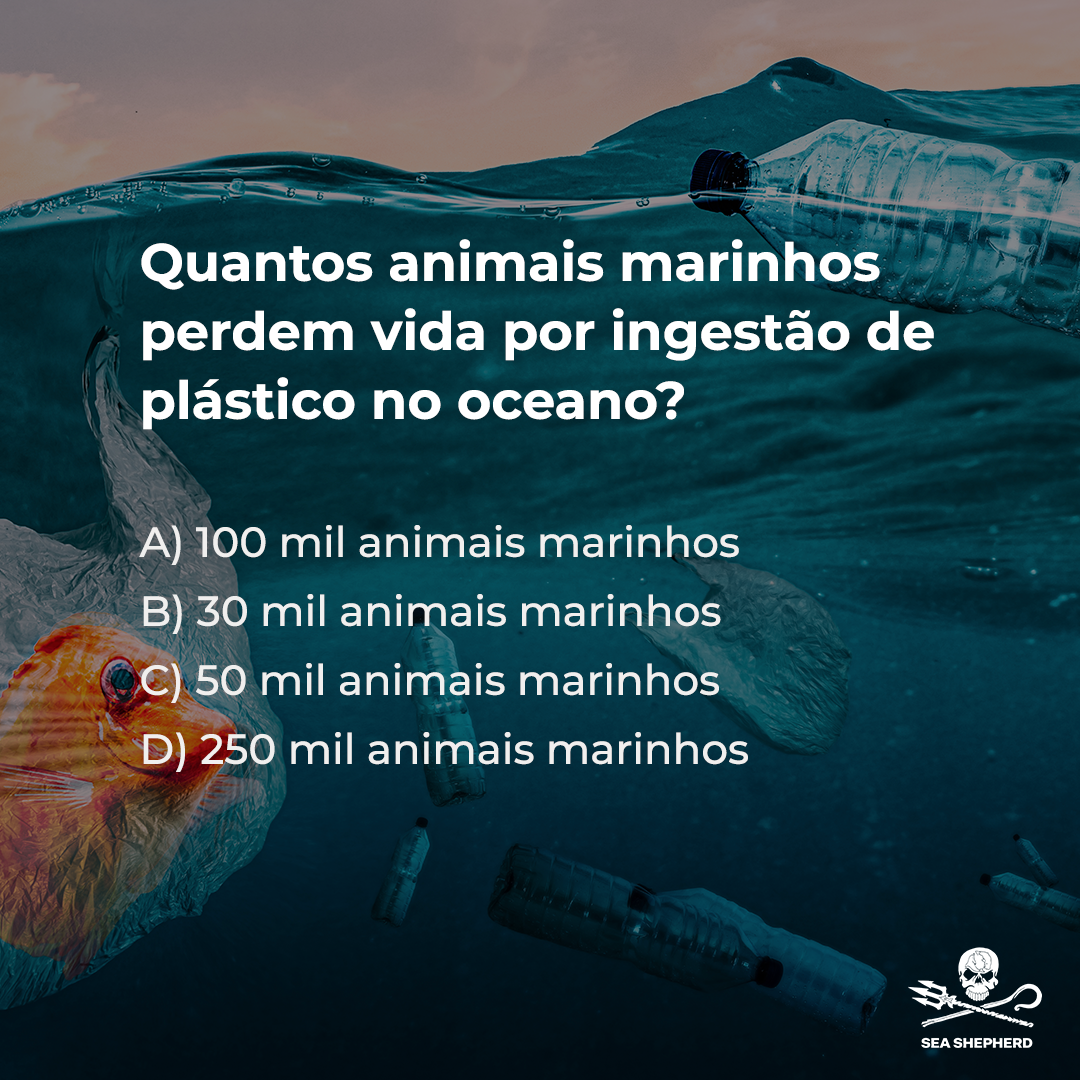 Quantos animais marinhos
perdem vida por ingestão de
plástico no oceano?
A) 100 mil animais marinhos
B) 30 mil animais marinhos
C) 50 mil animais marinhos
D) 250 mil animais marinhos
SEA SHEPHERD